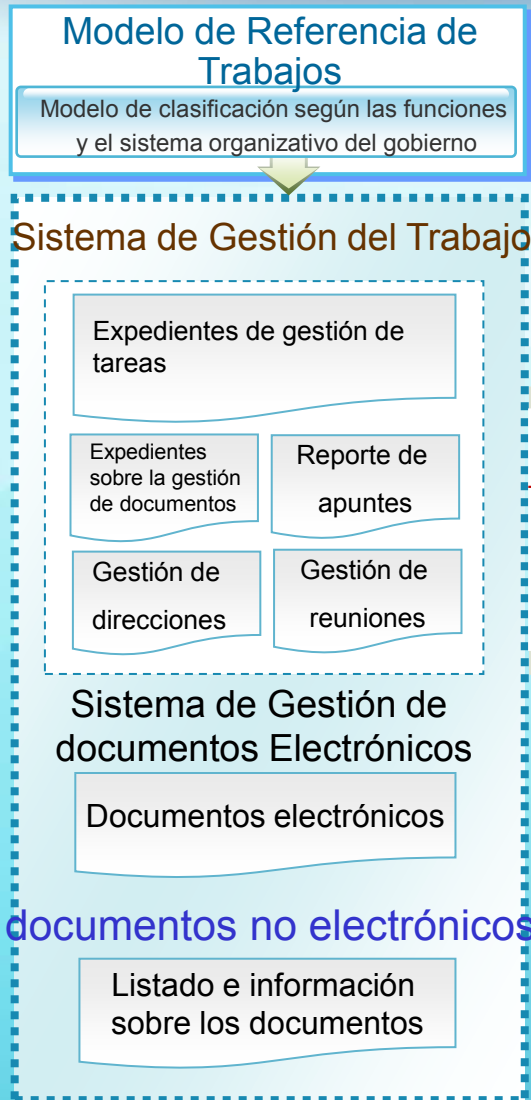 Modelo de Referencia de
Trabajos
Modelo de clasificación según las funciones
y el sistema organizativo del gobierno
Sistema de Gestión del Trabajo
Expedientes de gestión de
tareas
Expedientes
sobre la gestión
de documentos
Reporte de
apuntes
Gestión de
direcciones
Gestión de
reuniones
Sistema de Gestión de
documentos Electrónicos
Documentos electrónicos
documentos no electrónicos
Listado e información
sobre los documentos